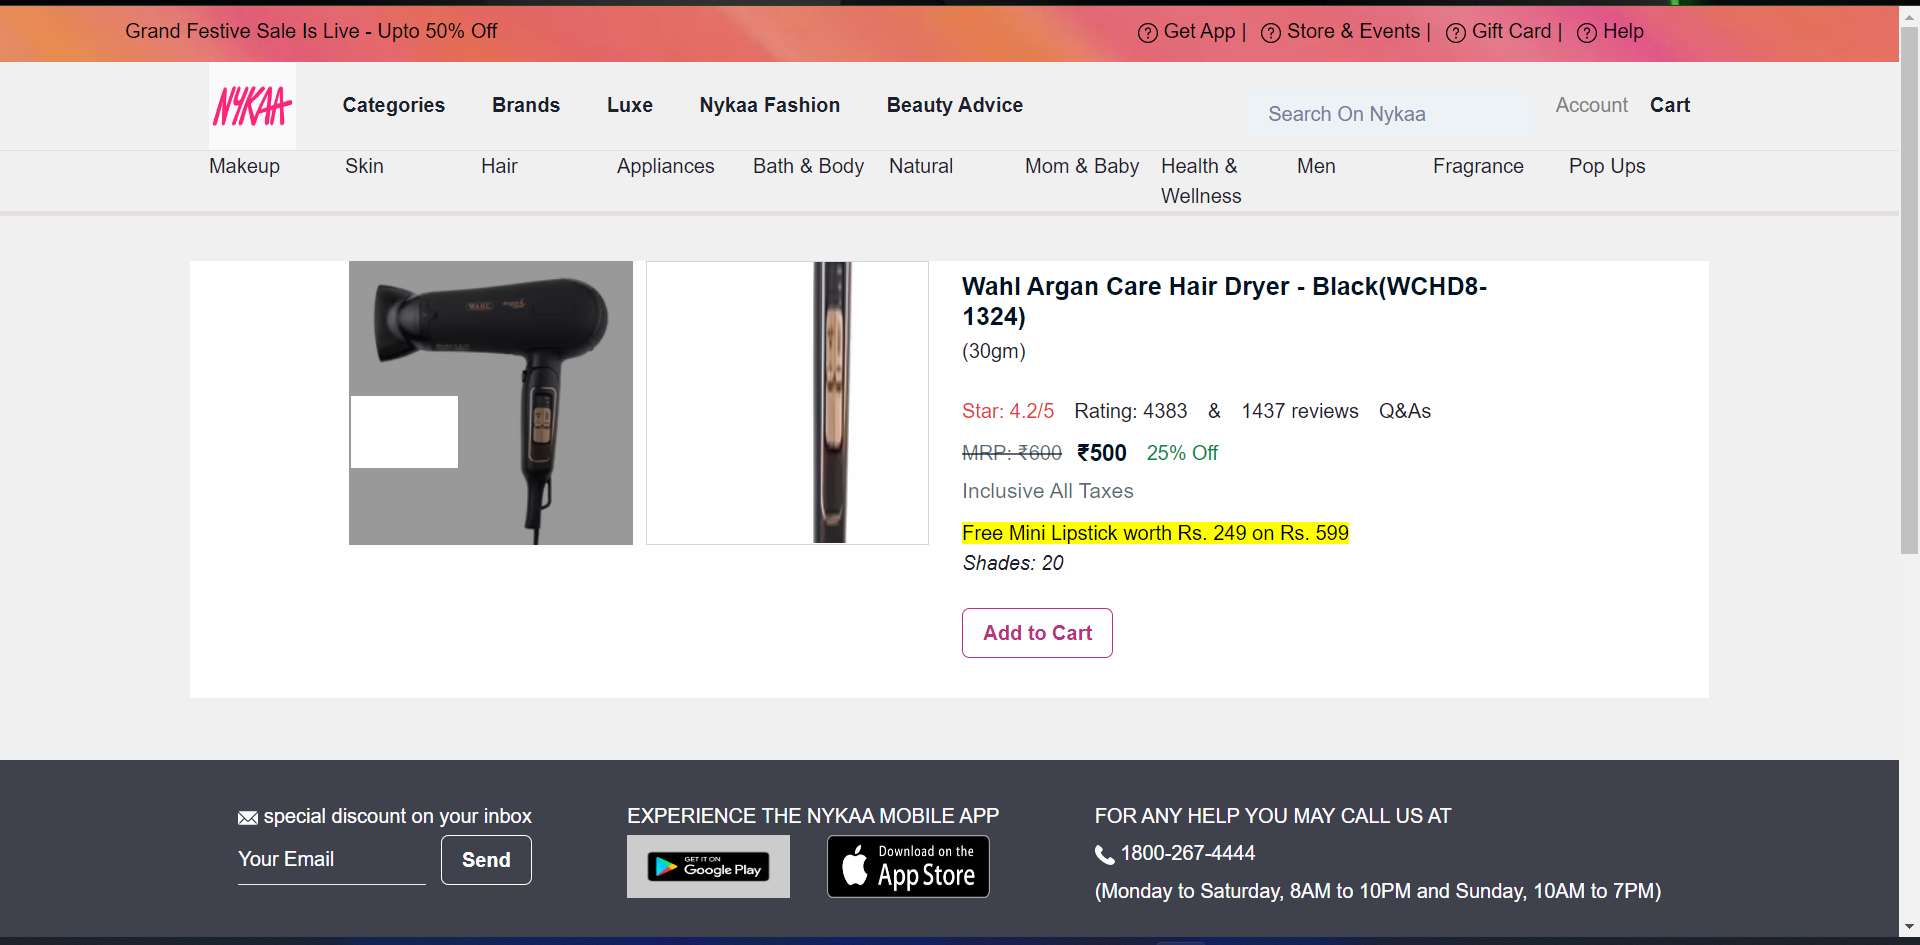 Grand Festive Sale Is Live - Upto 50% Off
Get App | Store & Events | Gift Card | Help
NYKAA Categories Brands Luxe Nykaa Fashion Beauty Advice Search On Nykaa Account Cart
Makeup Skin Hair Appliances Bath & Body Natural Mom & Baby Health & Wellness Men Fragrance Pop Ups
WAHL
Wahl Argan Care Hair Dryer - Black(WCHD8-
1324)
(30gm)
Star: 4.2/5 Rating: 4383 & 1437 reviews Q&As
MRP: ₹600 ₹500 25% Off
Inclusive All Taxes
Free Mini Lipstick worth Rs. 249 on Rs. 599
Shades: 20
Add to Cart
special discount on your inbox
Your Email Send
EXPERIENCE THE NYKAA MOBILE APP
GET IT ON
Google Play
Download on the
App Store
FOR ANY HELP YOU MAY CALL US AT
1800-267-4444
(Monday to Saturday, 8AM to 10PM and Sunday, 10AM to 7PM)